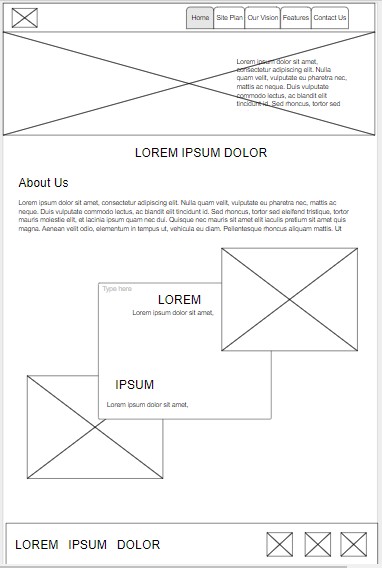 Home Site Plan Our Vision Features Contact Us
Lorem ipsum dolor sit amet,
consectetur adipiscing elit. Nulla
quam velit, vulputate eu pharetra nec,
mattis ac neque. Duis vulputate
commodo lectus, ac blandit elit
tincidunt id. Sed rhoncus, tortor sed
LOREM IPSUM DOLOR
About Us
Lorem ipsum dolor sit amet, consectetur adipiscing elit. Nulla quam velit, vulputate eu pharetra nec, mattis ac
neque. Duis vulputate commodo lectus, ac blandit elit tincidunt id. Sed rhoncus, tortor sed eleifend tristique, tortor
mauris molestie elit, et lacinia ipsum quam nec dui. Quisque nec mauris sit amet elit iaculis pretium sit amet quis
magna. Aenean velit odio, elementum in tempus ut, vehicula eu diam. Pellentesque rhoncus aliquam mattis. Ut
Type here
LOREM
Lorem ipsum dolor sit amet,
IPSUM
Lorem ipsum dolor sit amet,
LOREM IPSUM DOLOR